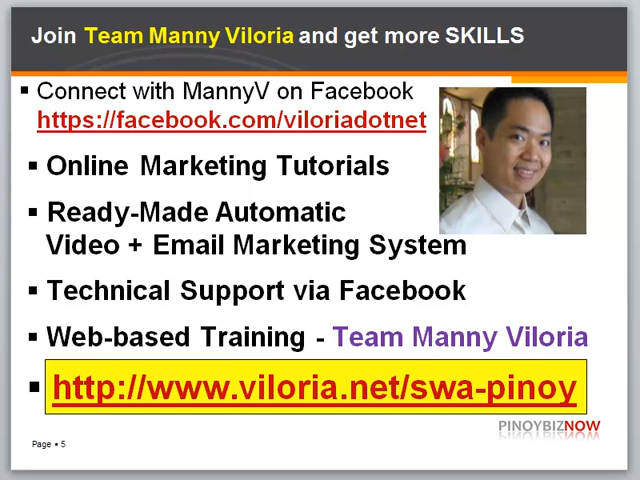 Join Team Manny Viloria and get more SKILLS
▪ Connect with MannyV on Facebook
https://facebook.com/viloriadotnet
▪ Online Marketing Tutorials
▪ Ready-Made Automatic
Video + Email Marketing System
▪ Technical Support via Facebook
▪ Web-based Training - Team Manny Viloria
▪ http://www.viloria.net/swa-pinoy
PINOYBIZNOW
Page ▪ 5